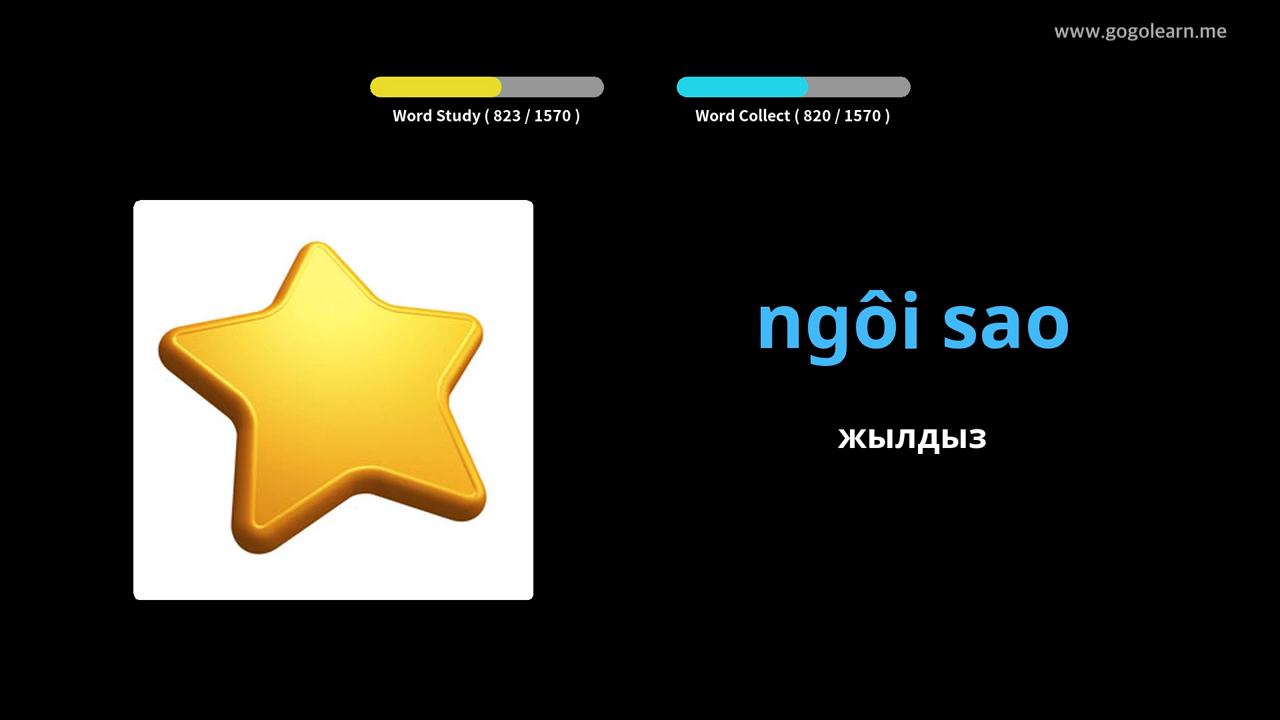 www.gogolearn.me
Word Study ( 823 / 1570 )
Word Collect ( 820 / 1570 )
ngôi sao
жылдыз